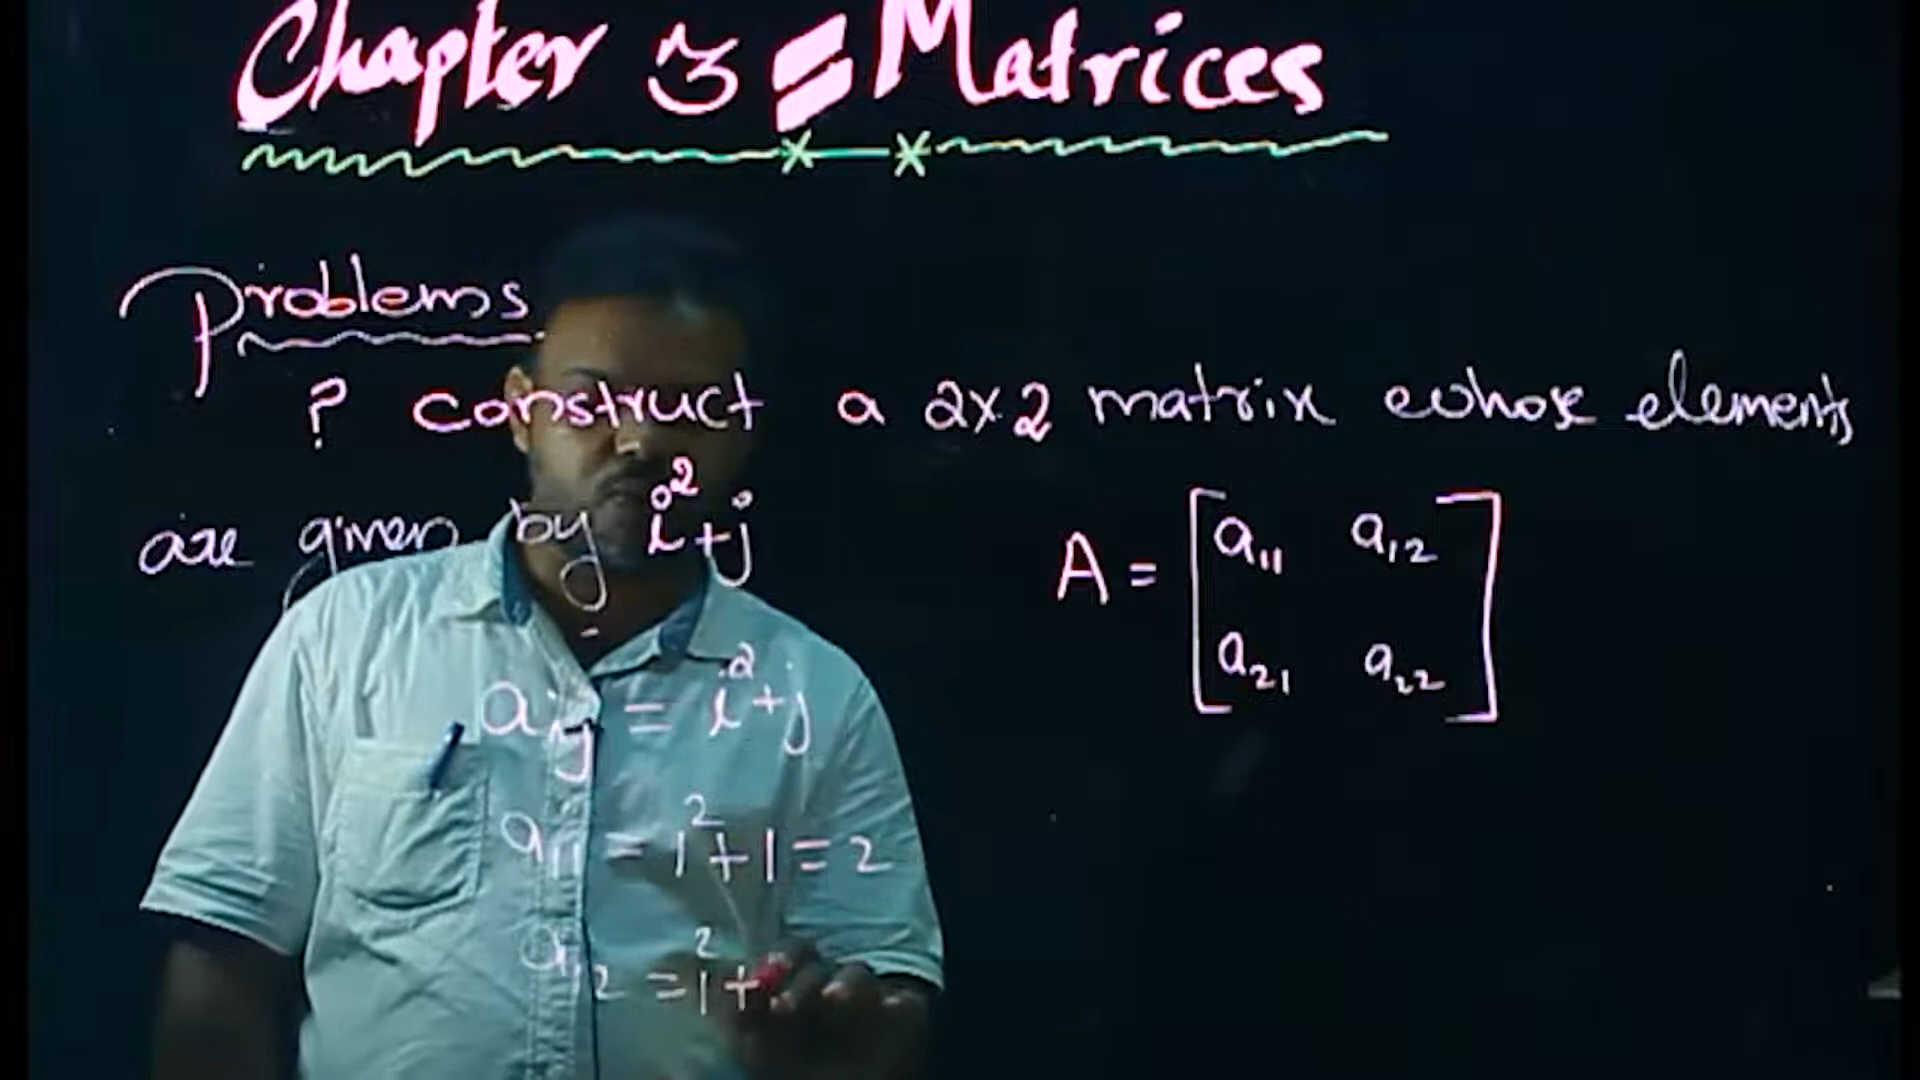 Chapter 3 = Matrices
Problems
? construct a 2x2 matrix whose elements
are given by i²+j
A = [a₁₁ a₁₂
a₂₁ a₂₂]
aᵢⱼ = i²+j
a₁₁ = 1²+1 = 2
a₁₂ = 1²+